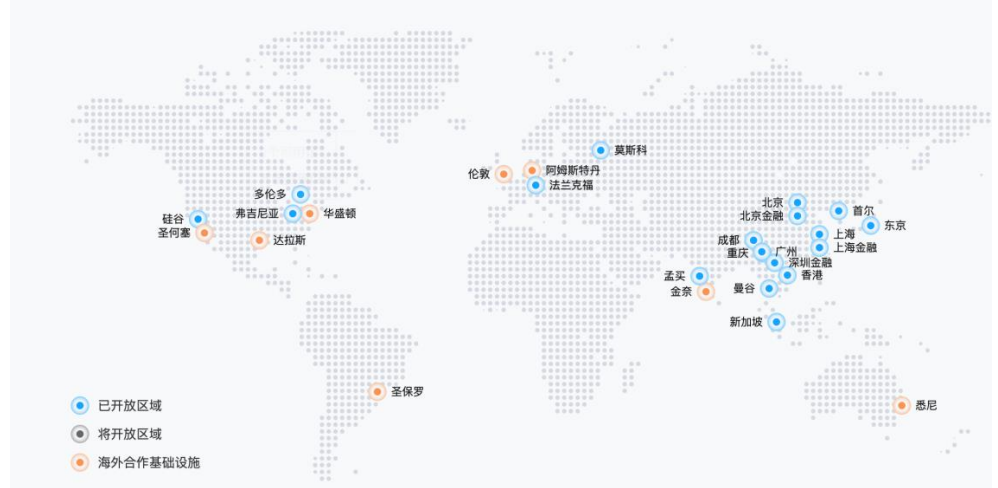 莫斯科
伦敦
阿姆斯特丹
法兰克福
多伦多
弗吉尼亚
华盛顿
硅谷
圣何塞
达拉斯
北京
北京金融
首尔
东京
上海
上海金融
成都
重庆
广州
深圳金融
香港
孟买
金奈
曼谷
新加坡
圣保罗
悉尼
已开放区域
将开放区域
海外合作基础设施